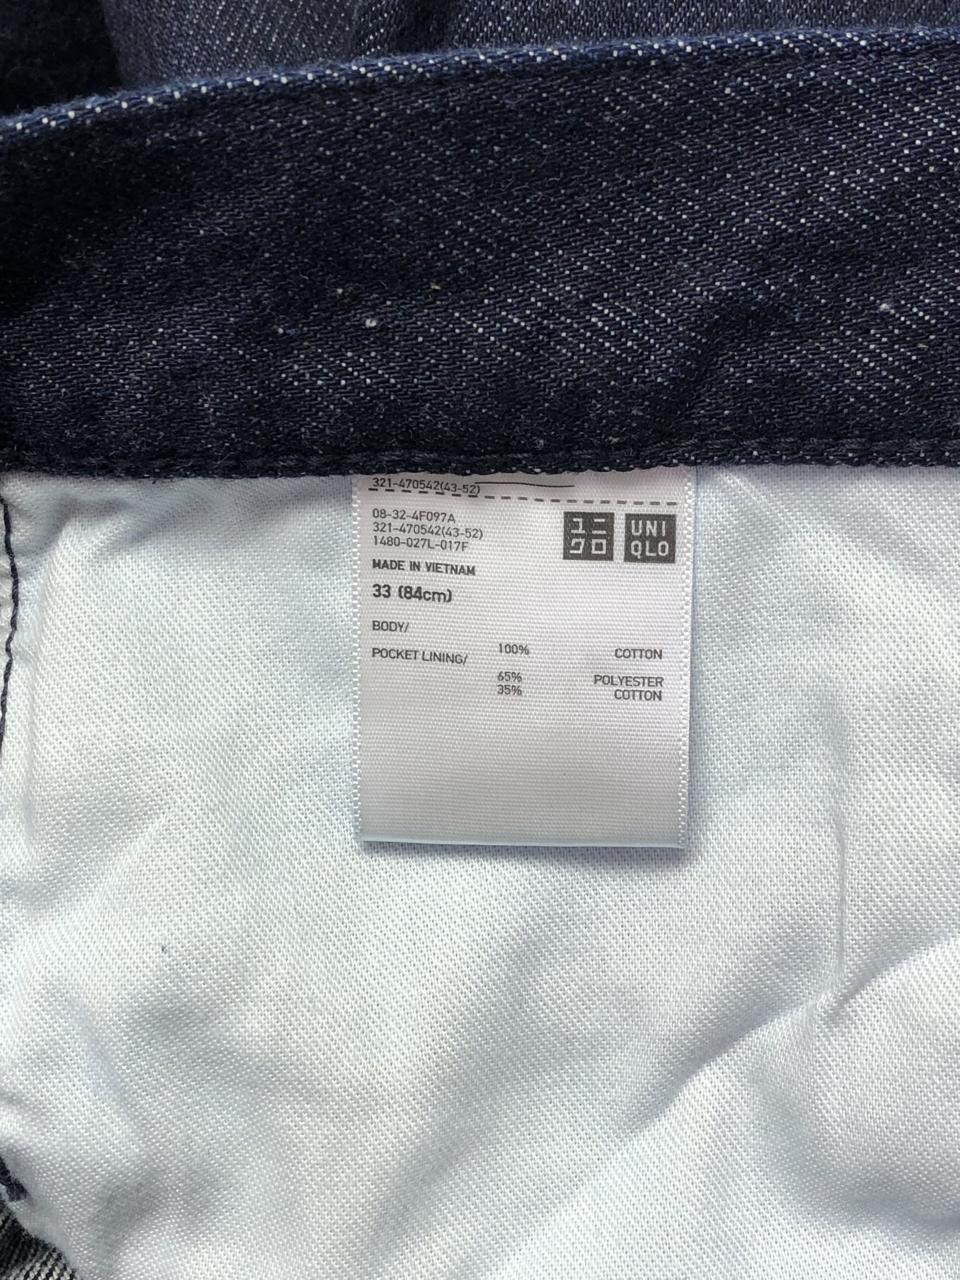 321-470542(43-52)
08-32-4F097A
321-470542(43-52)
1480-027L-017F
ユニ
クロ
UNI
QLO
MADE IN VIETNAM
33 (84cm)
BODY/
100% COTTON
POCKET LINING/
65% POLYESTER
35% COTTON